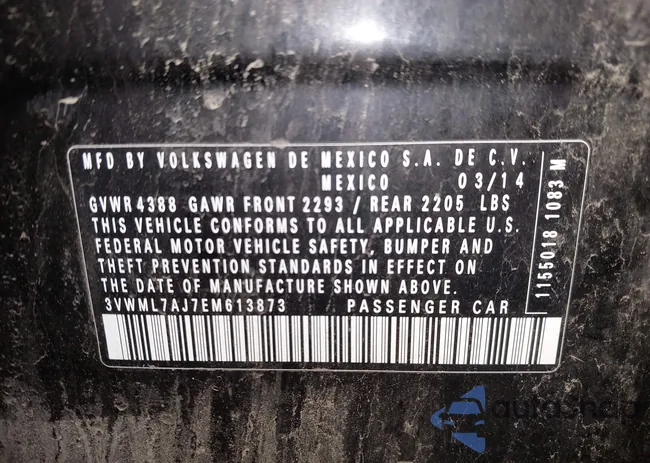 MFD BY VOLKSWAGEN DE MEXICO S.A. DE C.V.
MEXICO 03/14
GVWR 4388 GAWR FRONT 2293 / REAR 2205 LBS
THIS VEHICLE CONFORMS TO ALL APPLICABLE U.S.
FEDERAL MOTOR VEHICLE SAFETY, BUMPER AND
THEFT PREVENTION STANDARDS IN EFFECT ON
THE DATE OF MANUFACTURE SHOWN ABOVE.
3VWML7AJ7EM613873 PASSENGER CAR
1155018 1083 M